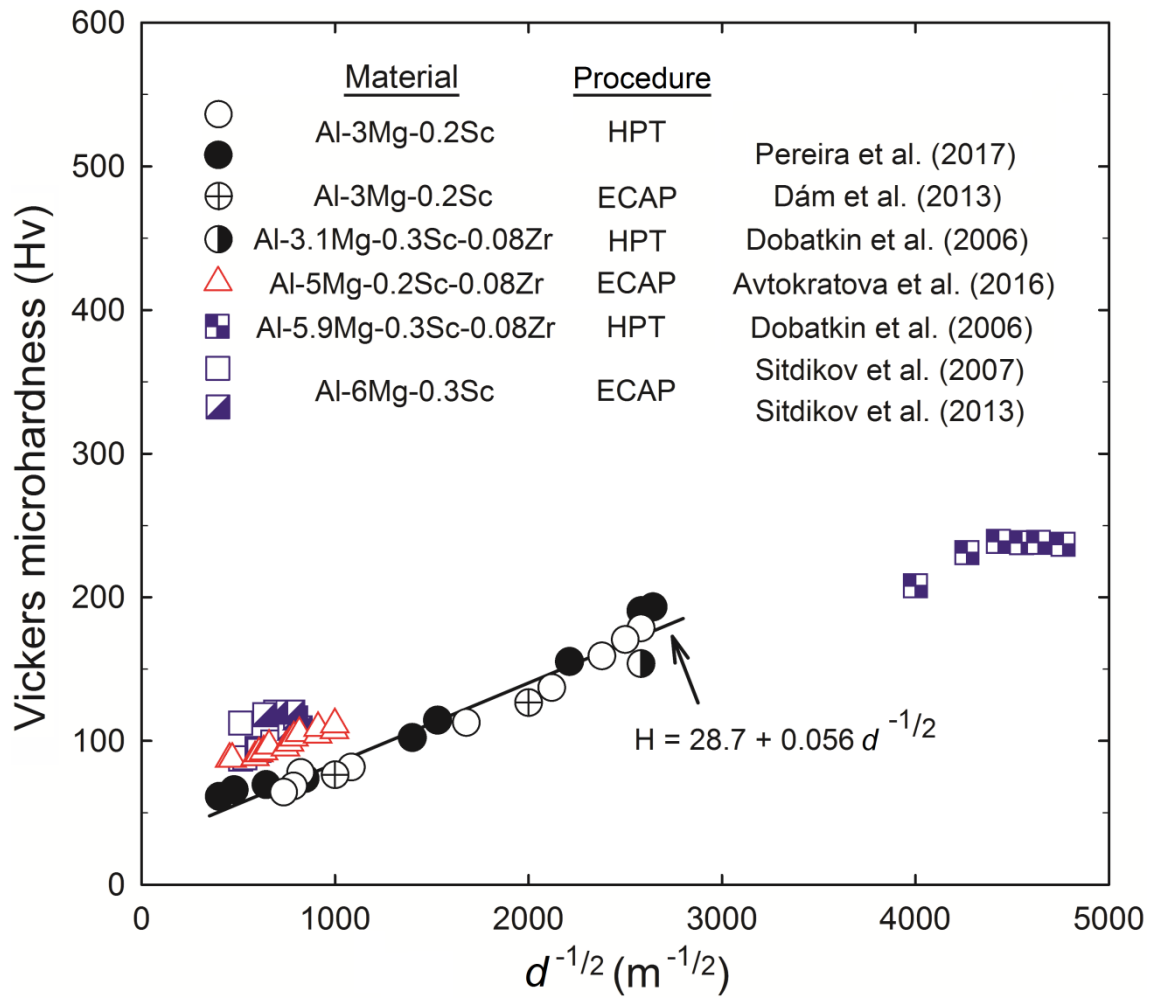 600
500
400
300
200
100
0
Vickers microhardness (Hv)
Material Procedure
Al-3Mg-0.2Sc HPT
Pereira et al. (2017)
Al-3Mg-0.2Sc ECAP Dám et al. (2013)
Al-3.1Mg-0.3Sc-0.08Zr HPT Dobatkin et al. (2006)
Al-5Mg-0.2Sc-0.08Zr ECAP Avtokratova et al. (2016)
Al-5.9Mg-0.3Sc-0.08Zr HPT Dobatkin et al. (2006)
Sitdikov et al. (2007)
Al-6Mg-0.3Sc ECAP
Sitdikov et al. (2013)
H = 28.7 + 0.056 d -1/2
0 1000 2000 3000 4000 5000
d -1/2 (m -1/2)